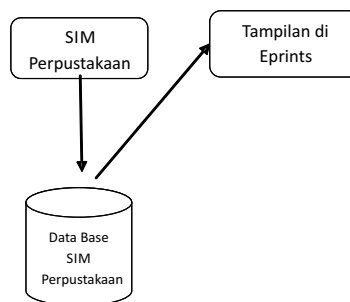 SIM
Perpustakaan
Tampilan di
Eprints
Data Base
SIM
Perpustakaan